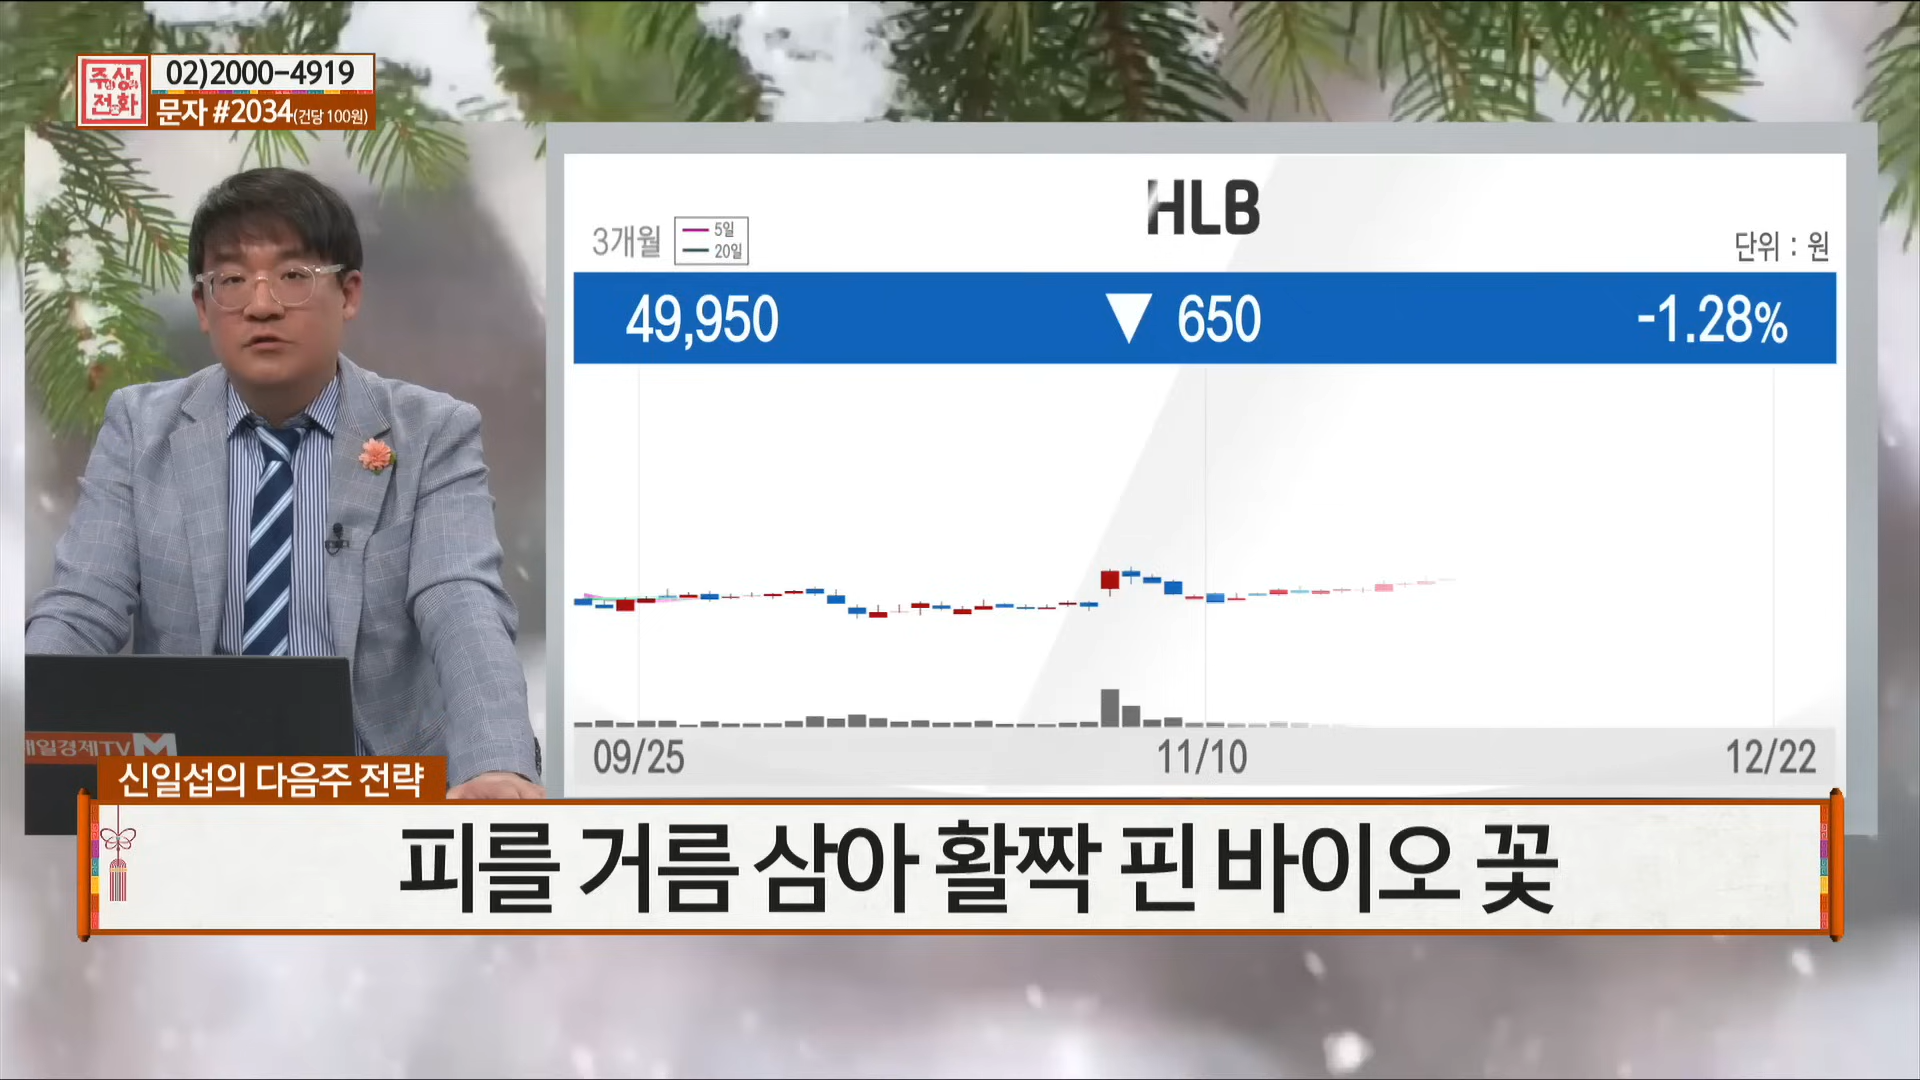 주상
전화
02)2000-4919
문자 #2034(건당 100원)
HLB
3개월
5일
20일
단위 : 원
49,950 ▼ 650 -1.28%
09/25 11/10 12/22
매일경제TV M
신일섭의 다음주 전략
피를 거름 삼아 활짝 핀 바이오 꽃